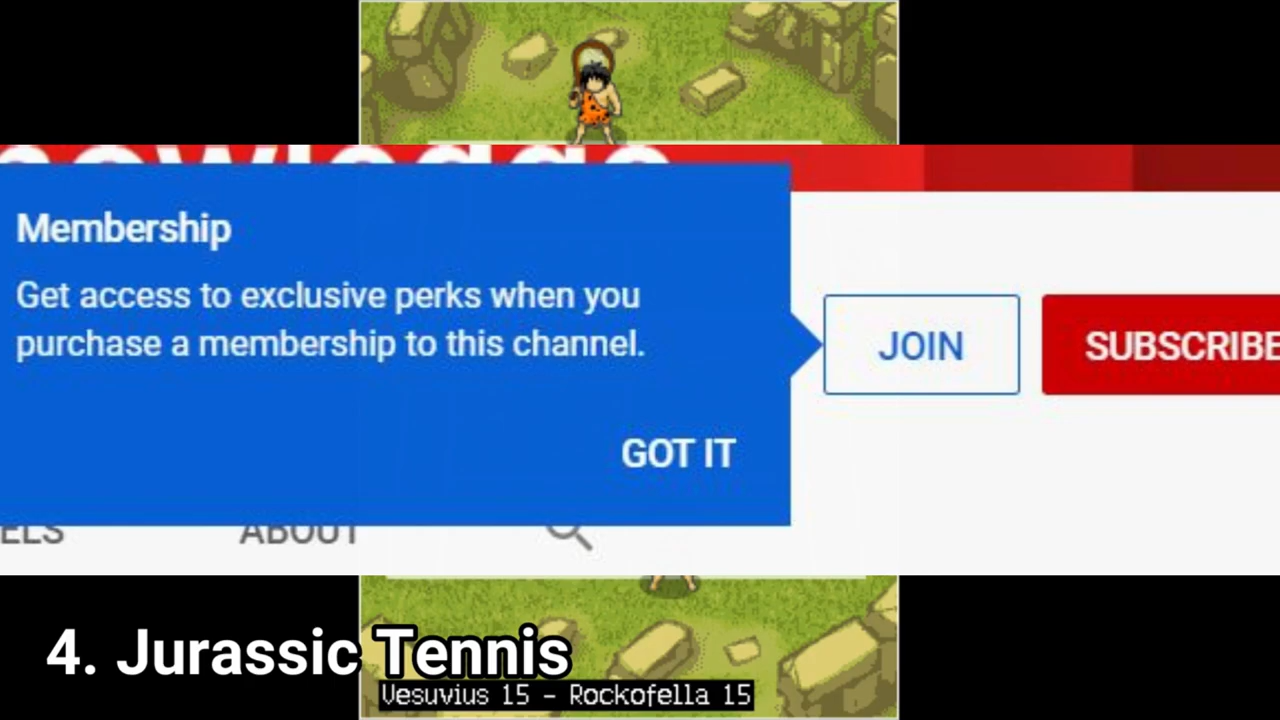 Membership
Get access to exclusive perks when you
purchase a membership to this channel.
JOIN
SUBSCRIBE
GOT IT
ELS
ABOUT
4. Jurassic Tennis
Vesuvius 15 - Rockofella 15